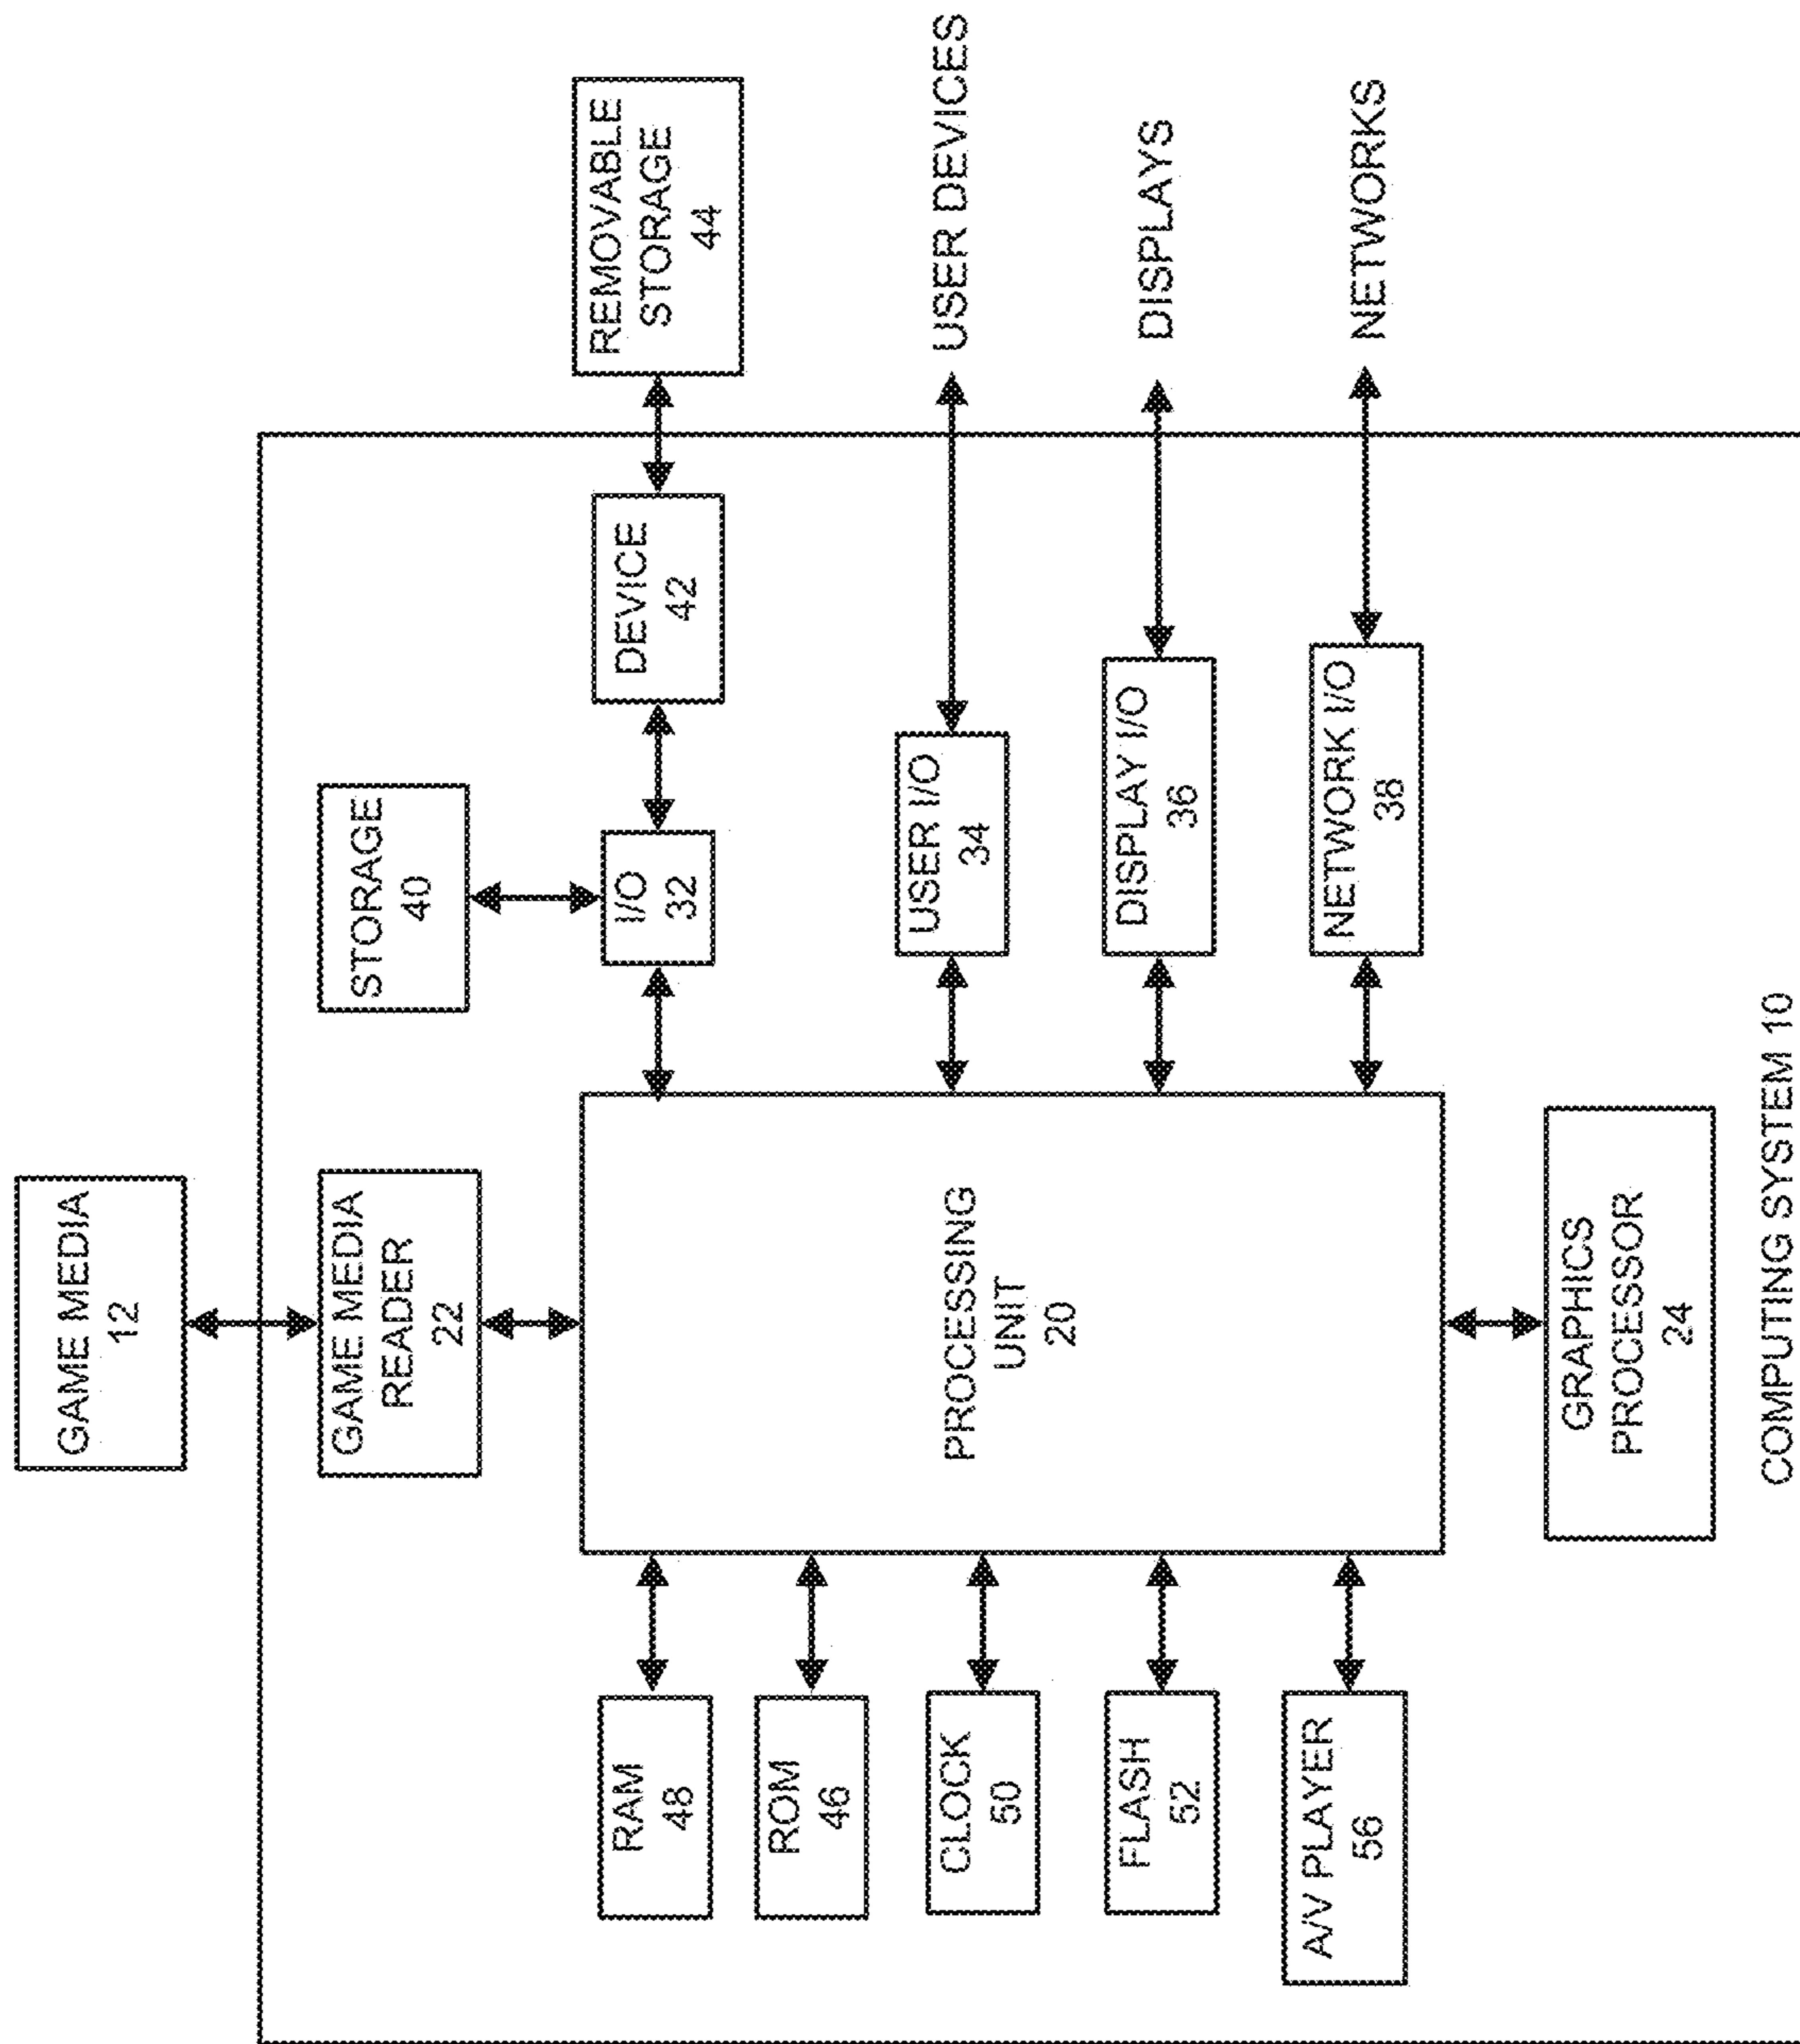 GAME MEDIA
12
GAME MEDIA
READER
22
STORAGE
40
RAM
48
I/O
32
DEVICE
42
REMOVABLE
STORAGE
44
ROM
46
PROCESSING
UNIT
20
USER I/O
34
USER DEVICES
CLOCK
50
FLASH
52
DISPLAY I/O
36
DISPLAYS
A/V PLAYER
56
NETWORK I/O
38
NETWORKS
GRAPHICS
PROCESSOR
24
COMPUTING SYSTEM 10